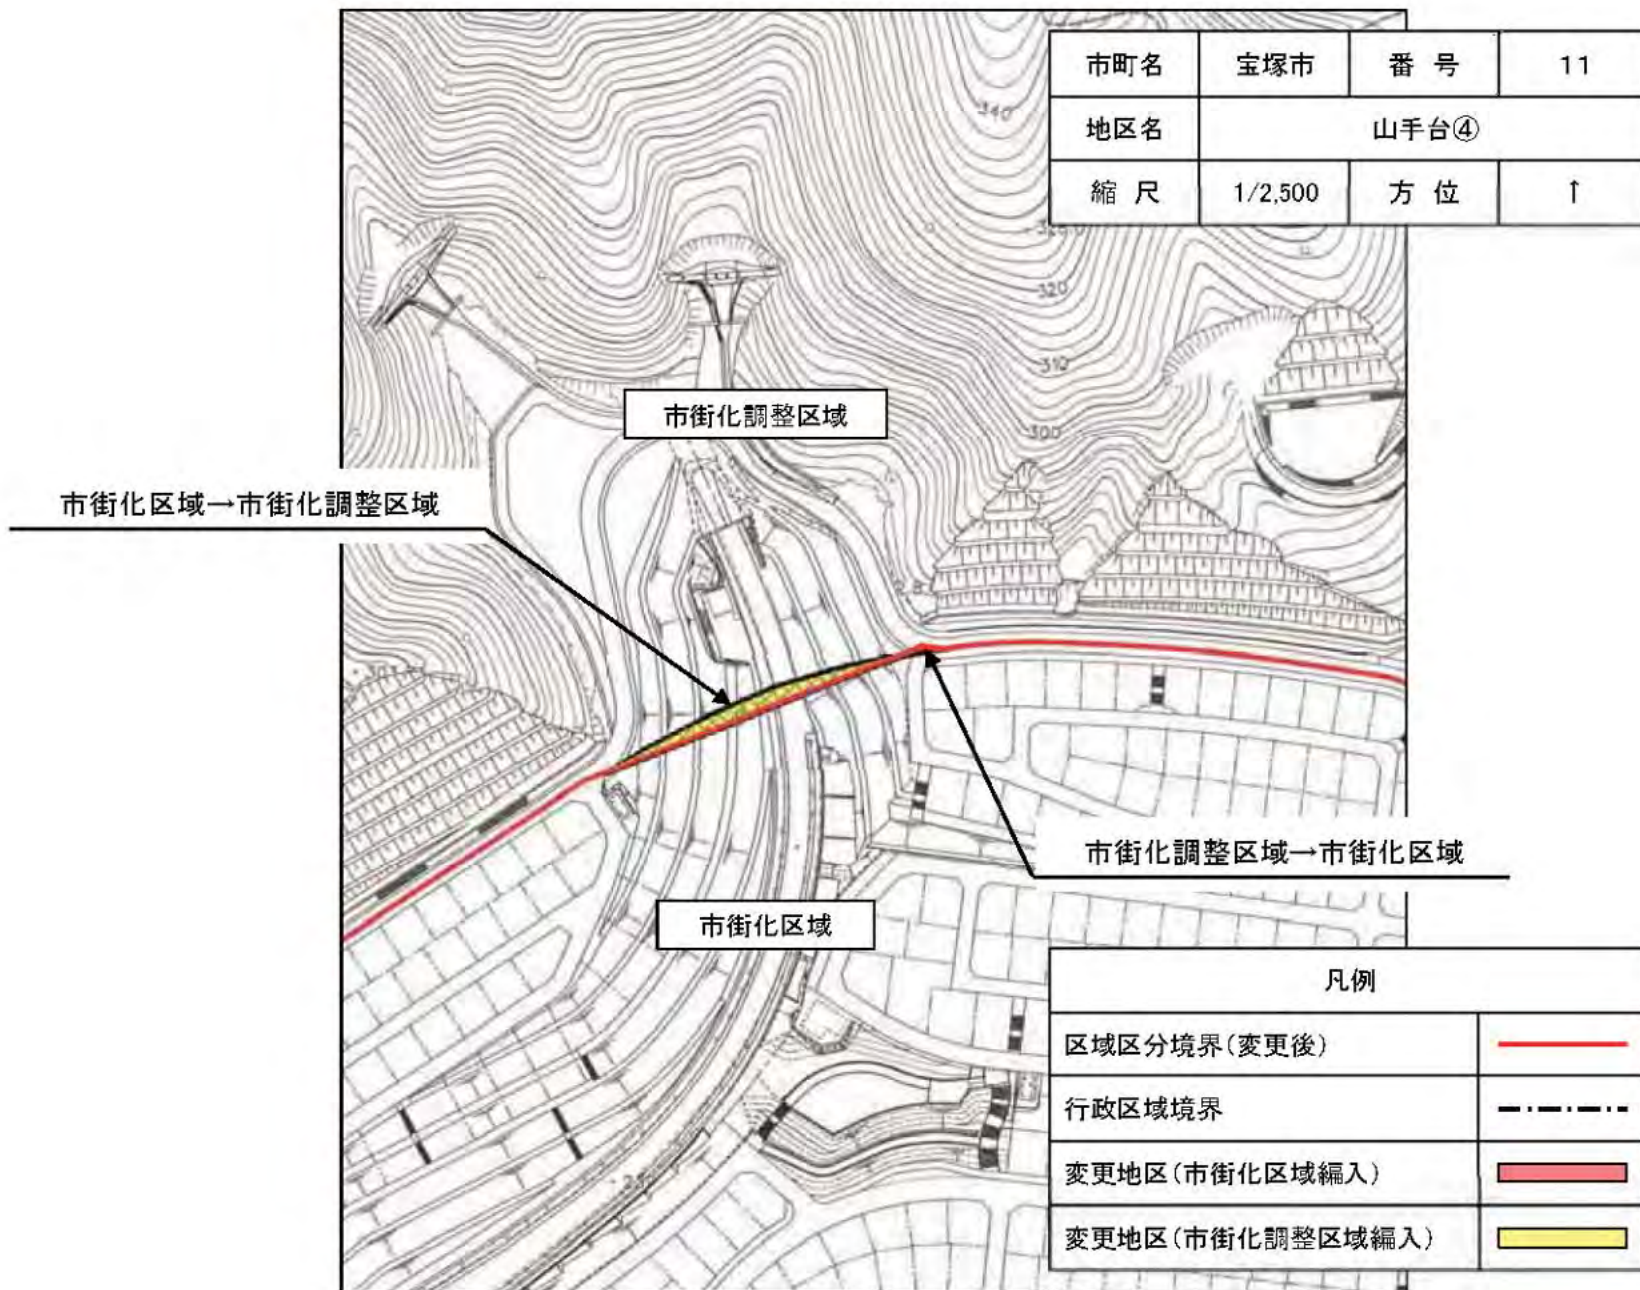 市町名 宝塚市 番 号 11
地区名 山手台④
縮 尺 1/2,500 方 位 ↑
340
320
310
300
市街化調整区域
市街化区域→市街化調整区域
市街化調整区域→市街化区域
市街化区域
凡例
区域区分境界(変更後)
行政区域境界
変更地区(市街化区域編入)
変更地区(市街化調整区域編入)